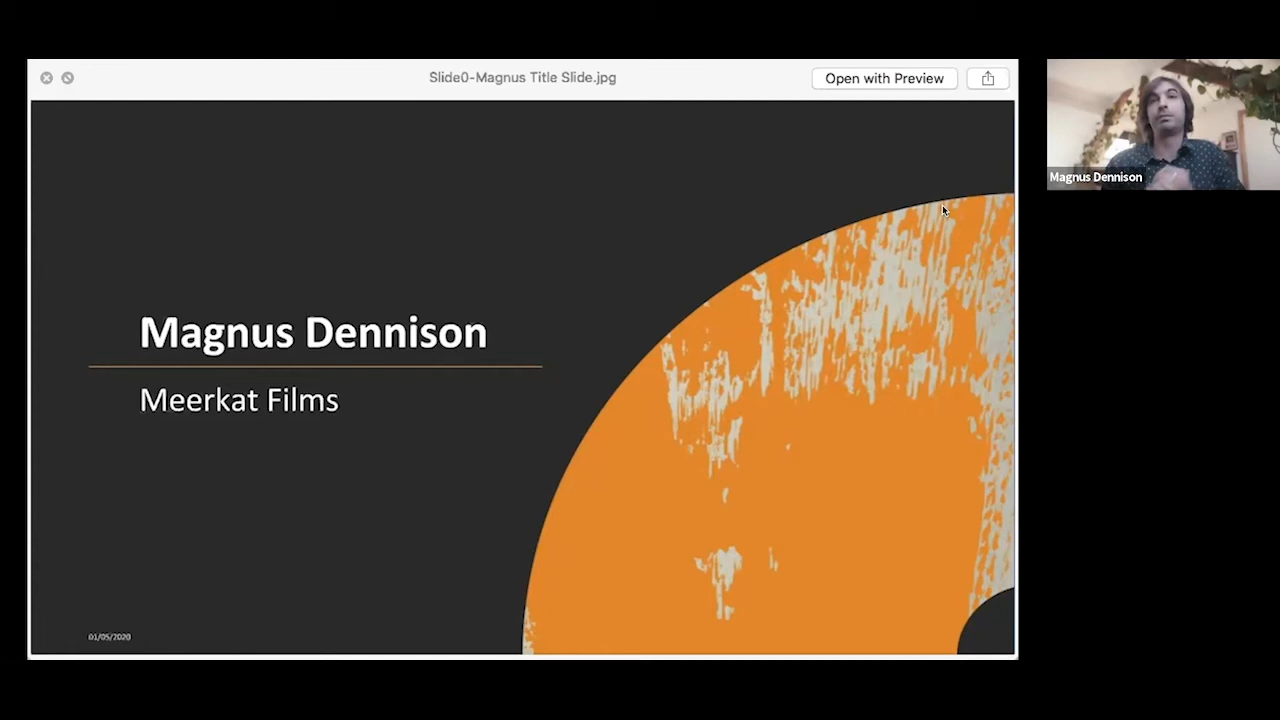 Slide0-Magnus Title Slide.jpg
Open with Preview
Magnus Dennison
Magnus Dennison
Meerkat Films
01/05/2020